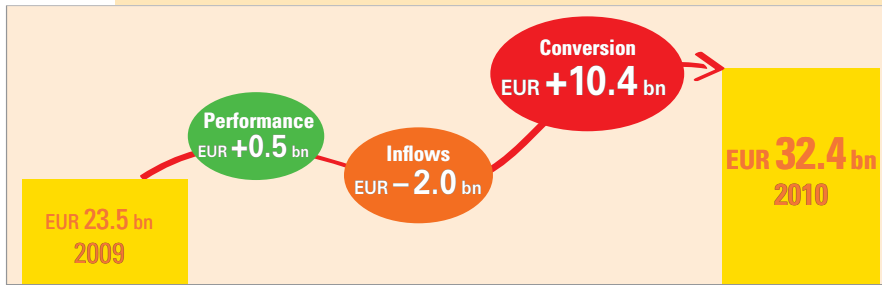 EUR 23.5 bn
2009
Performance
EUR +0.5 bn
Inflows
EUR – 2.0 bn
Conversion
EUR +10.4 bn
EUR 32.4 bn
2010